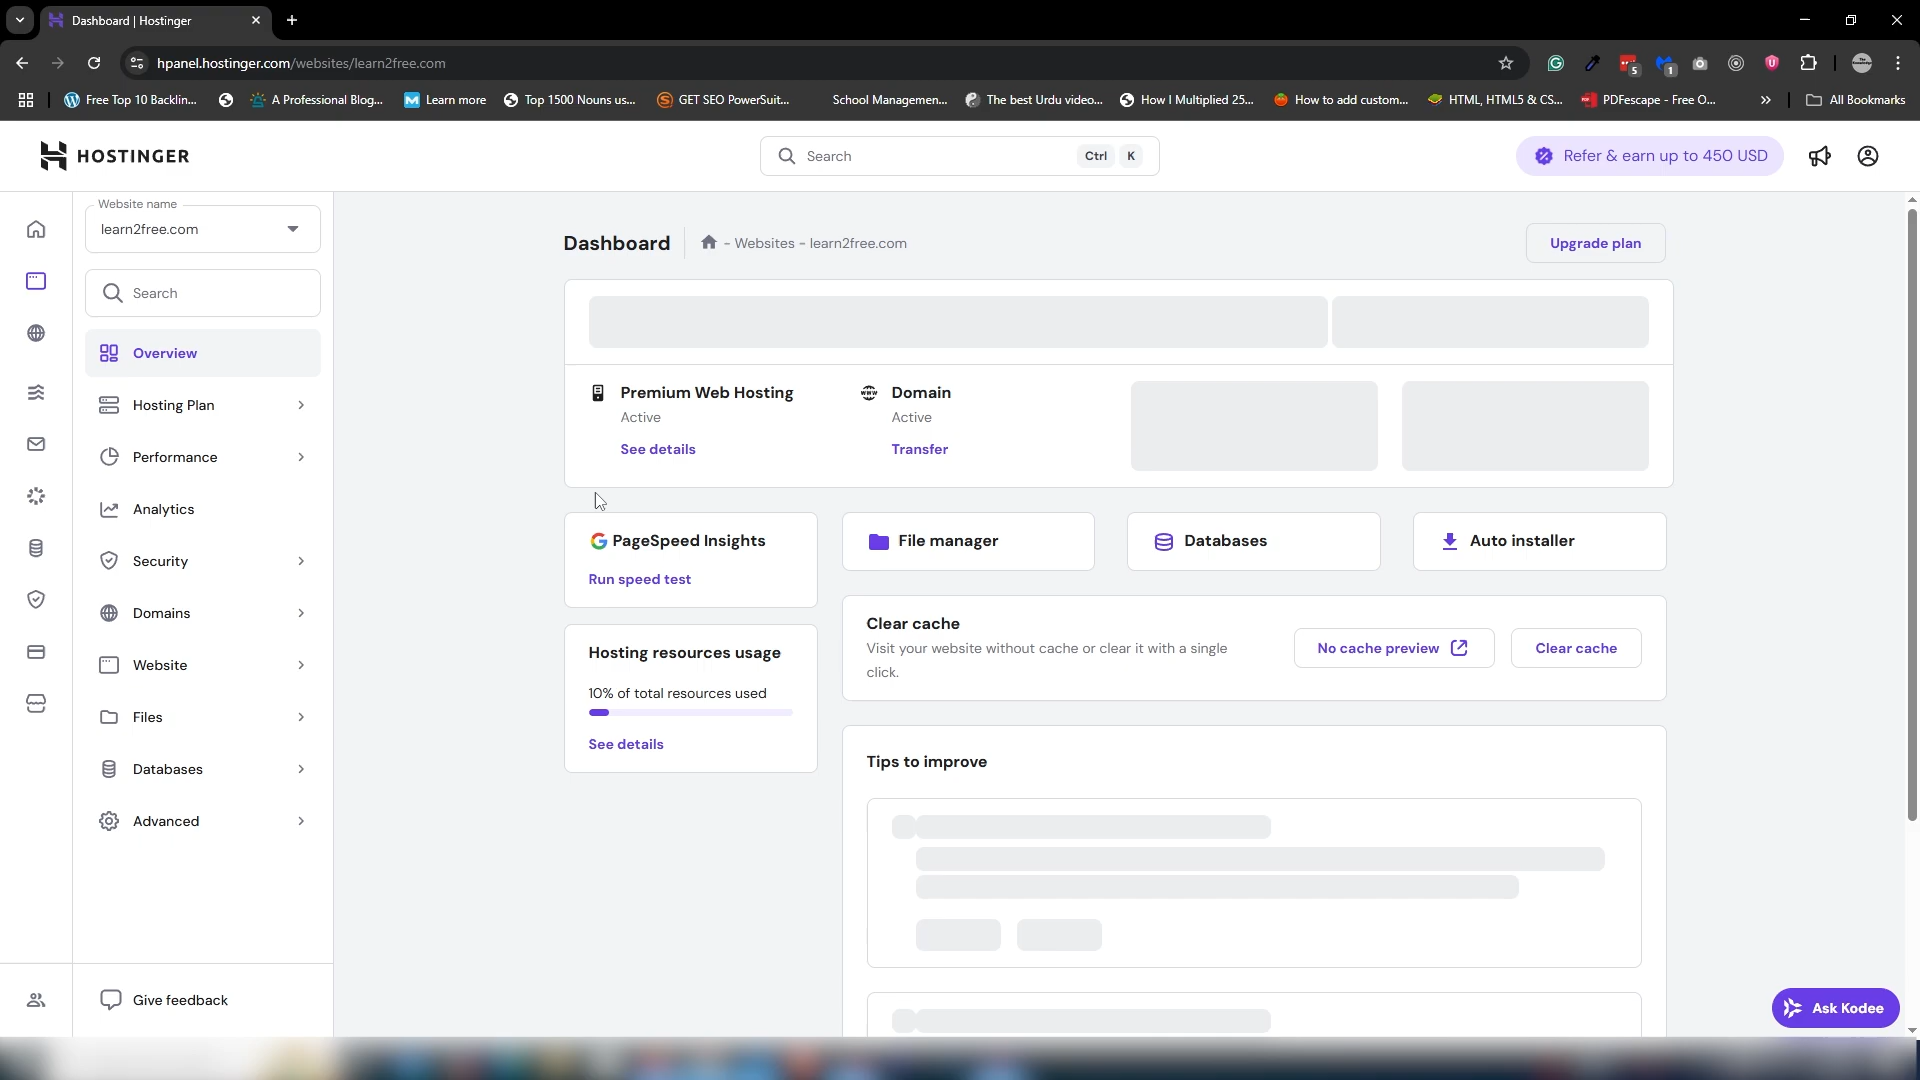 Dashboard | Hostinger
hpanel.hostinger.com/websites/learn2free.com
5
1
Free Top 10 Backlin...
A Professional Blog...
Learn more
Top 1500 Nouns us...
GET SEO PowerSuit...
School Managemen...
The best Urdu video...
How I Multiplied 25...
How to add custom...
HTML, HTML5 & CS...
PDFescape - Free O...
All Bookmarks
HOSTINGER
Search
Ctrl
K
Refer & earn up to 450 USD
Website name
learn2free.com
Search
Overview
Hosting Plan
Performance
Analytics
Security
Domains
Website
Files
Databases
Advanced
Give feedback
Dashboard
- Websites - learn2free.com
Upgrade plan
Premium Web Hosting
Active
See details
Domain
Active
Transfer
PageSpeed Insights
Run speed test
File manager
Databases
Auto installer
Hosting resources usage
10% of total resources used
See details
Clear cache
Visit your website without cache or clear it with a single
click.
No cache preview
Clear cache
Tips to improve
Ask Kodee